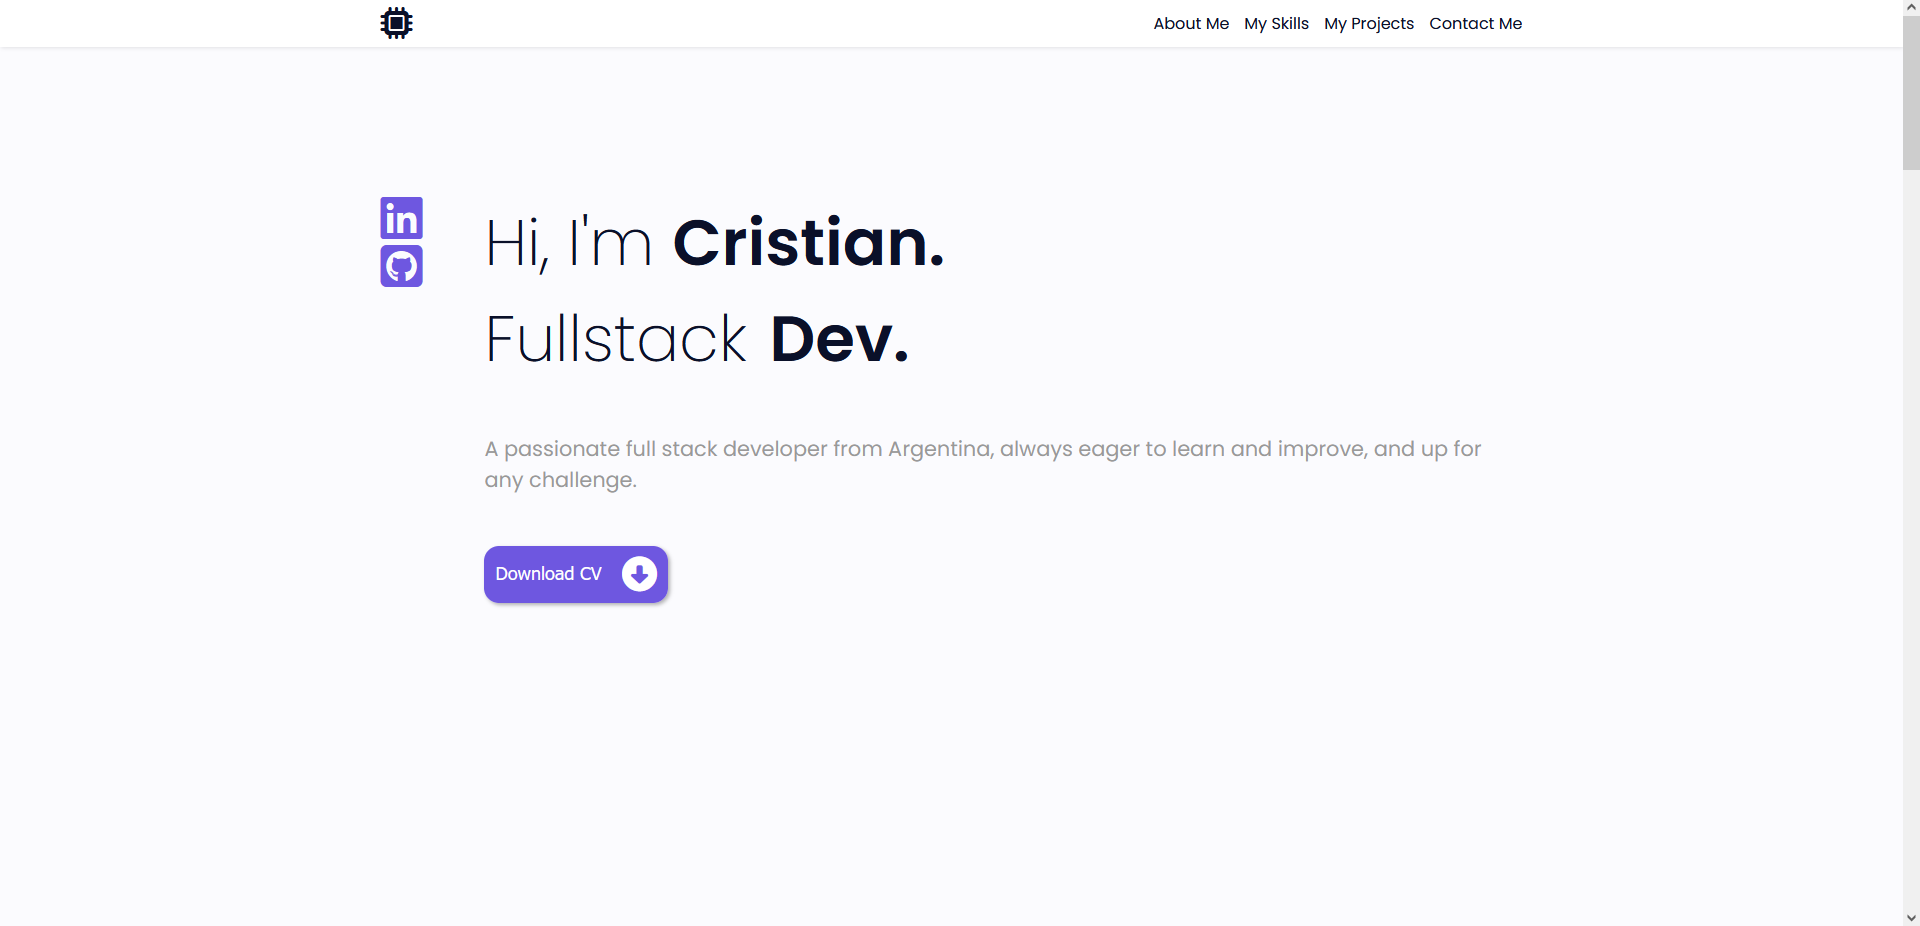 About Me My Skills My Projects Contact Me
in
Hi, I'm Cristian.
Fullstack Dev.
A passionate full stack developer from Argentina, always eager to learn and improve, and up for
any challenge.
Download CV